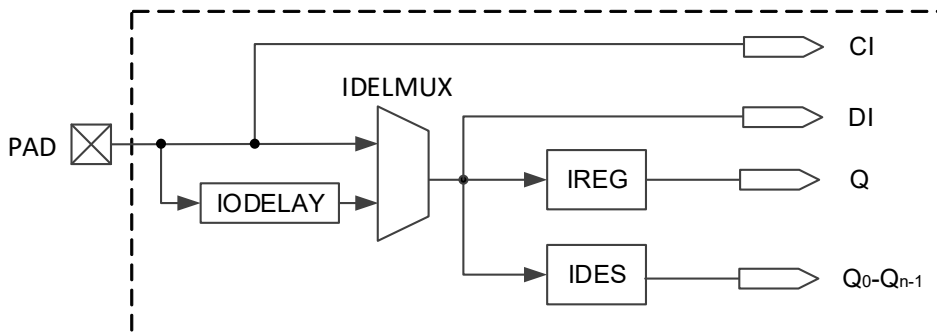 CI
IDELMUX
DI
PAD
IODELAY
IREG
Q
IDES
Q0-Qn-1